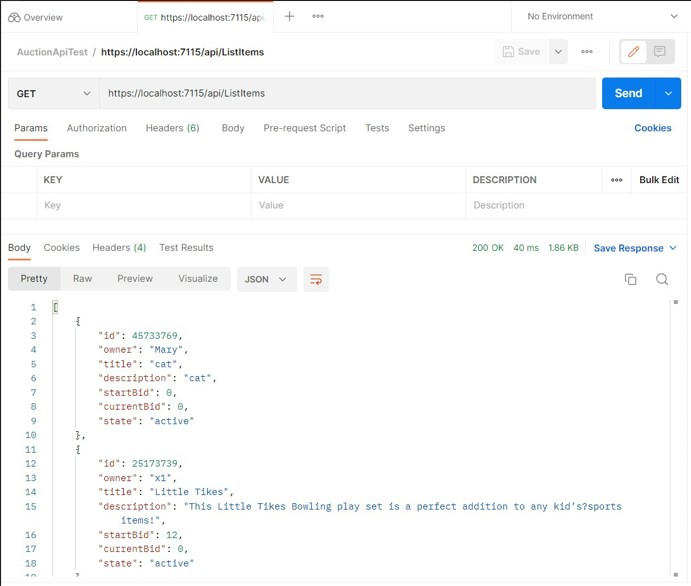 Overview
GET https://localhost:7115/api/
No Environment
AuctionApiTest / https://localhost:7115/api/ListItems
Save
GET https://localhost:7115/api/ListItems
Send
Params Authorization Headers (6) Body Pre-request Script Tests Settings Cookies
Query Params
KEY VALUE DESCRIPTION Bulk Edit
Key Value Description
Body Cookies Headers (4) Test Results 200 OK 40 ms 1.86 KB Save Response
Pretty Raw Preview Visualize JSON
1 [
2 {
3 "id": 45733769,
4 "owner": "Mary",
5 "title": "cat",
6 "description": "cat",
7 "startBid": 0,
8 "currentBid": 0,
9 "state": "active"
10 },
11 {
12 "id": 25173739,
13 "owner": "x1",
14 "title": "Little Tikes",
15 "description": "This Little Tikes Bowling play set is a perfect addition to any kid's?sports
items!",
16 "startBid": 12,
17 "currentBid": 0,
18 "state": "active"